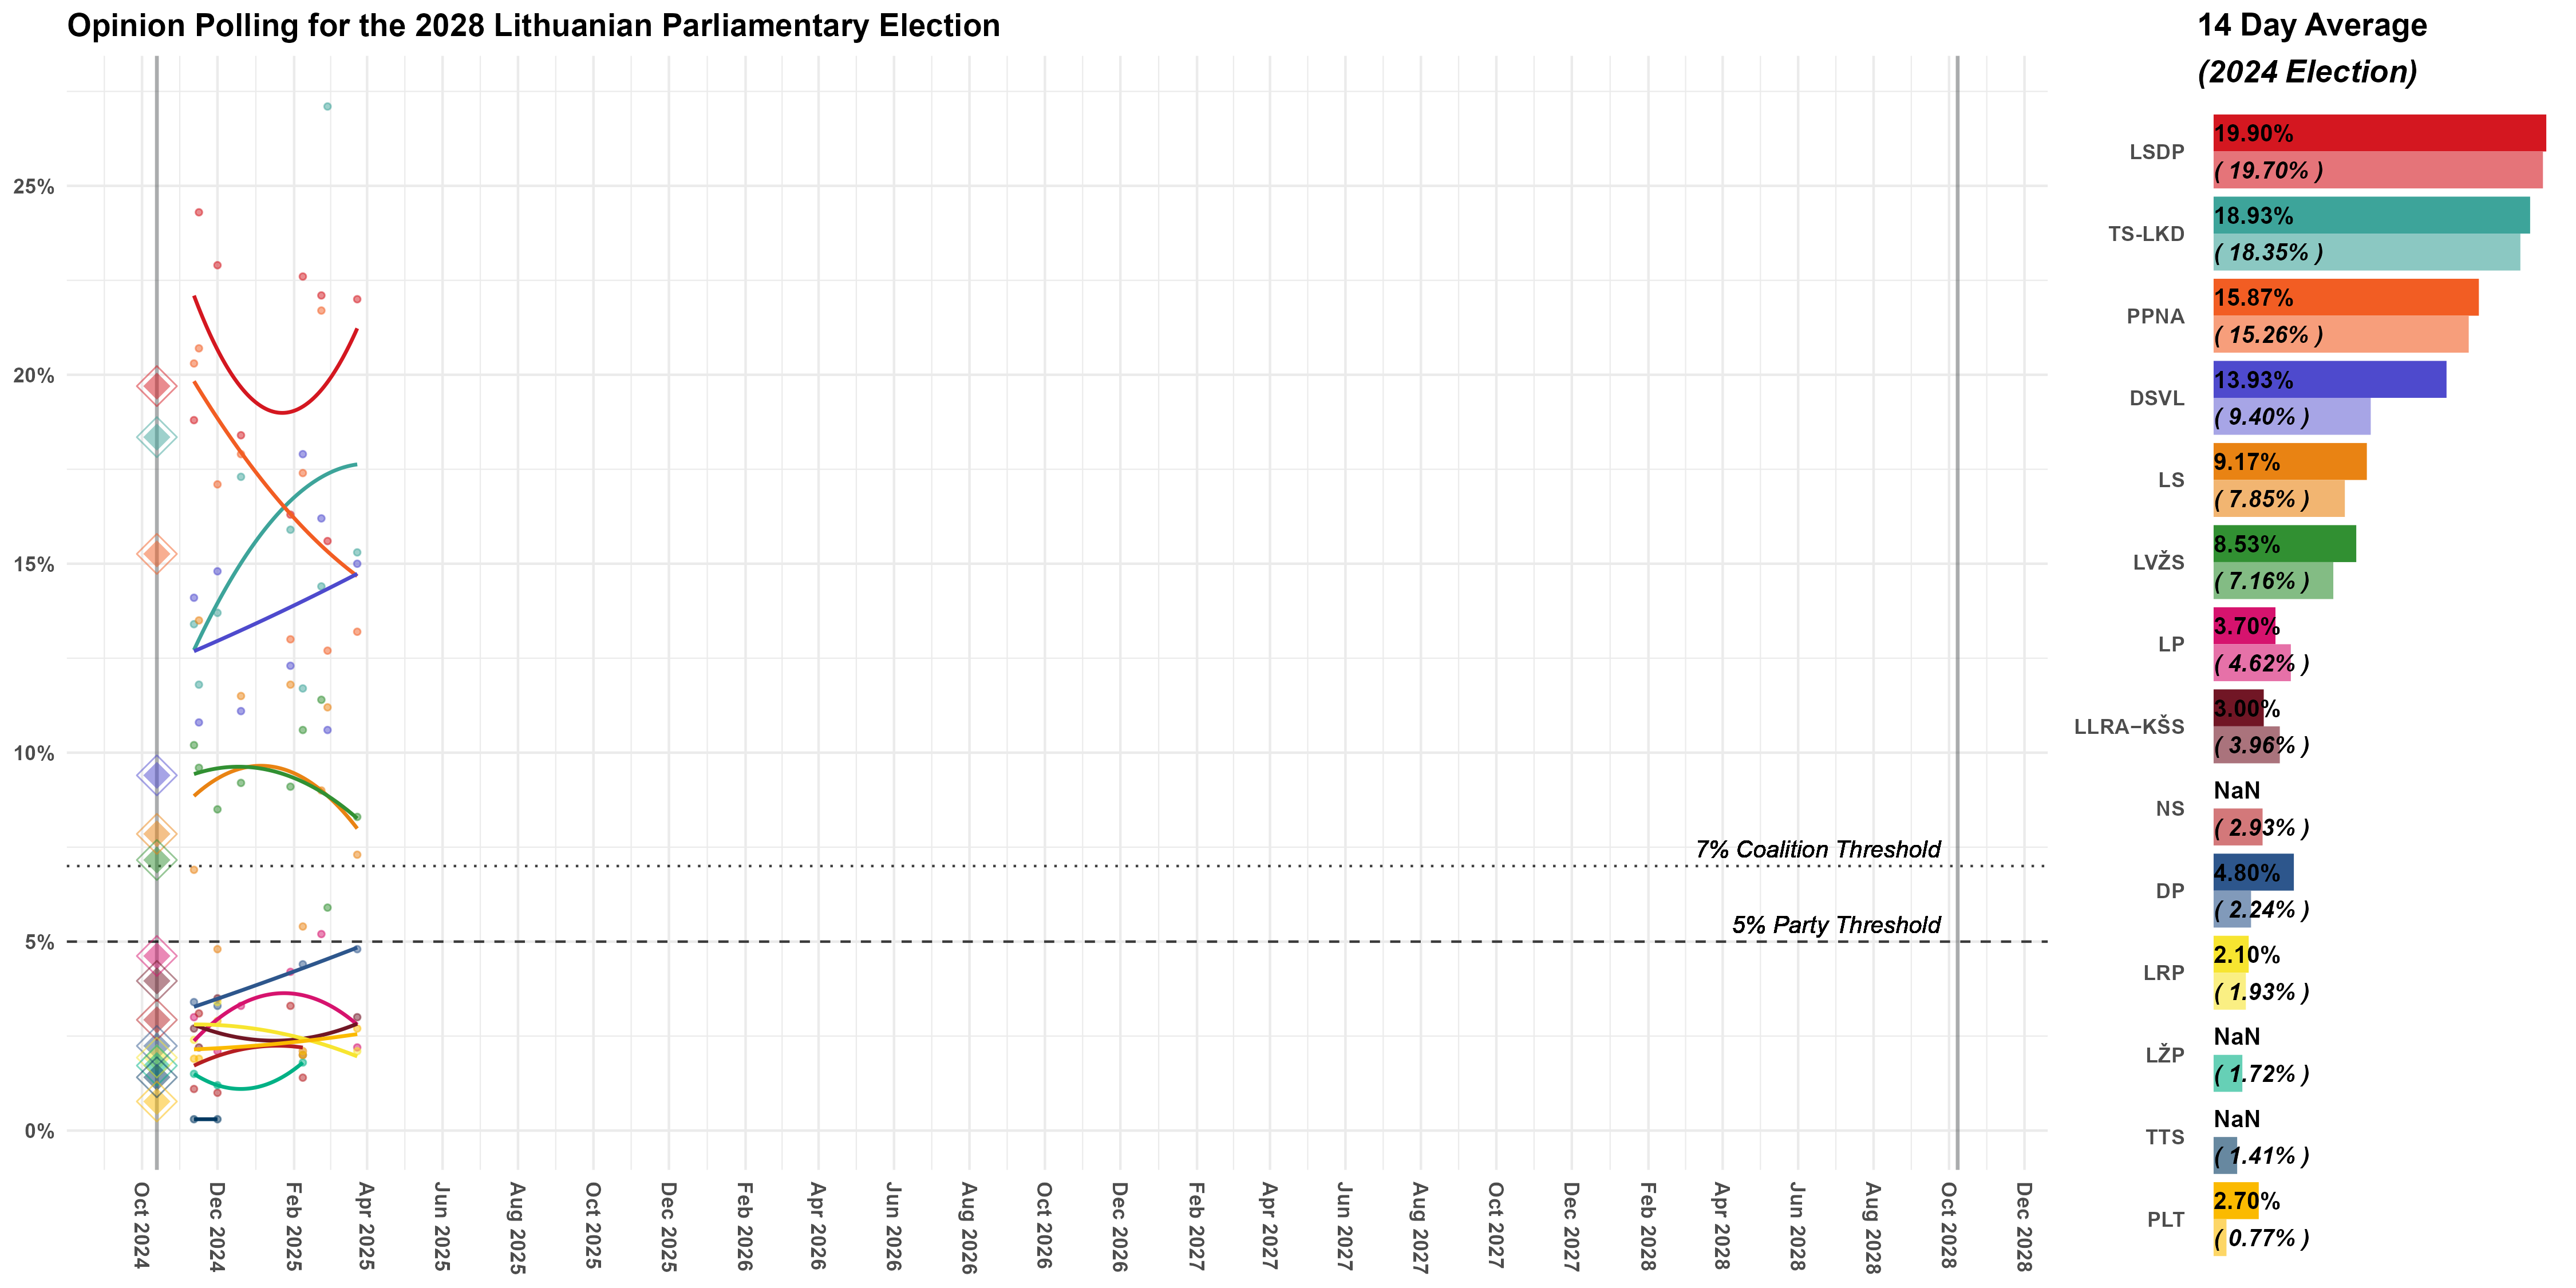 Opinion Polling for the 2028 Lithuanian Parliamentary Election
14 Day Average
(2024 Election)
25%
20%
15%
10%
5%
0%
7% Coalition Threshold
5% Party Threshold
Oct 2024
Dec 2024
Feb 2025
Apr 2025
Jun 2025
Aug 2025
Oct 2025
Dec 2025
Feb 2026
Apr 2026
Jun 2026
Aug 2026
Oct 2026
Dec 2026
Feb 2027
Apr 2027
Jun 2027
Aug 2027
Oct 2027
Dec 2027
Feb 2028
Apr 2028
Jun 2028
Aug 2028
Oct 2028
Dec 2028
LSDP
19.90%
( 19.70% )
TS-LKD
18.93%
( 18.35% )
PPNA
15.87%
( 15.26% )
DSVL
13.93%
( 9.40% )
LS
9.17%
( 7.85% )
LVŽS
8.53%
( 7.16% )
LP
3.70%
( 4.62% )
LLRA−KŠS
3.00%
( 3.96% )
NS
NaN
( 2.93% )
DP
4.80%
( 2.24% )
LRP
2.10%
( 1.93% )
LŽP
NaN
( 1.72% )
TTS
NaN
( 1.41% )
PLT
2.70%
( 0.77% )